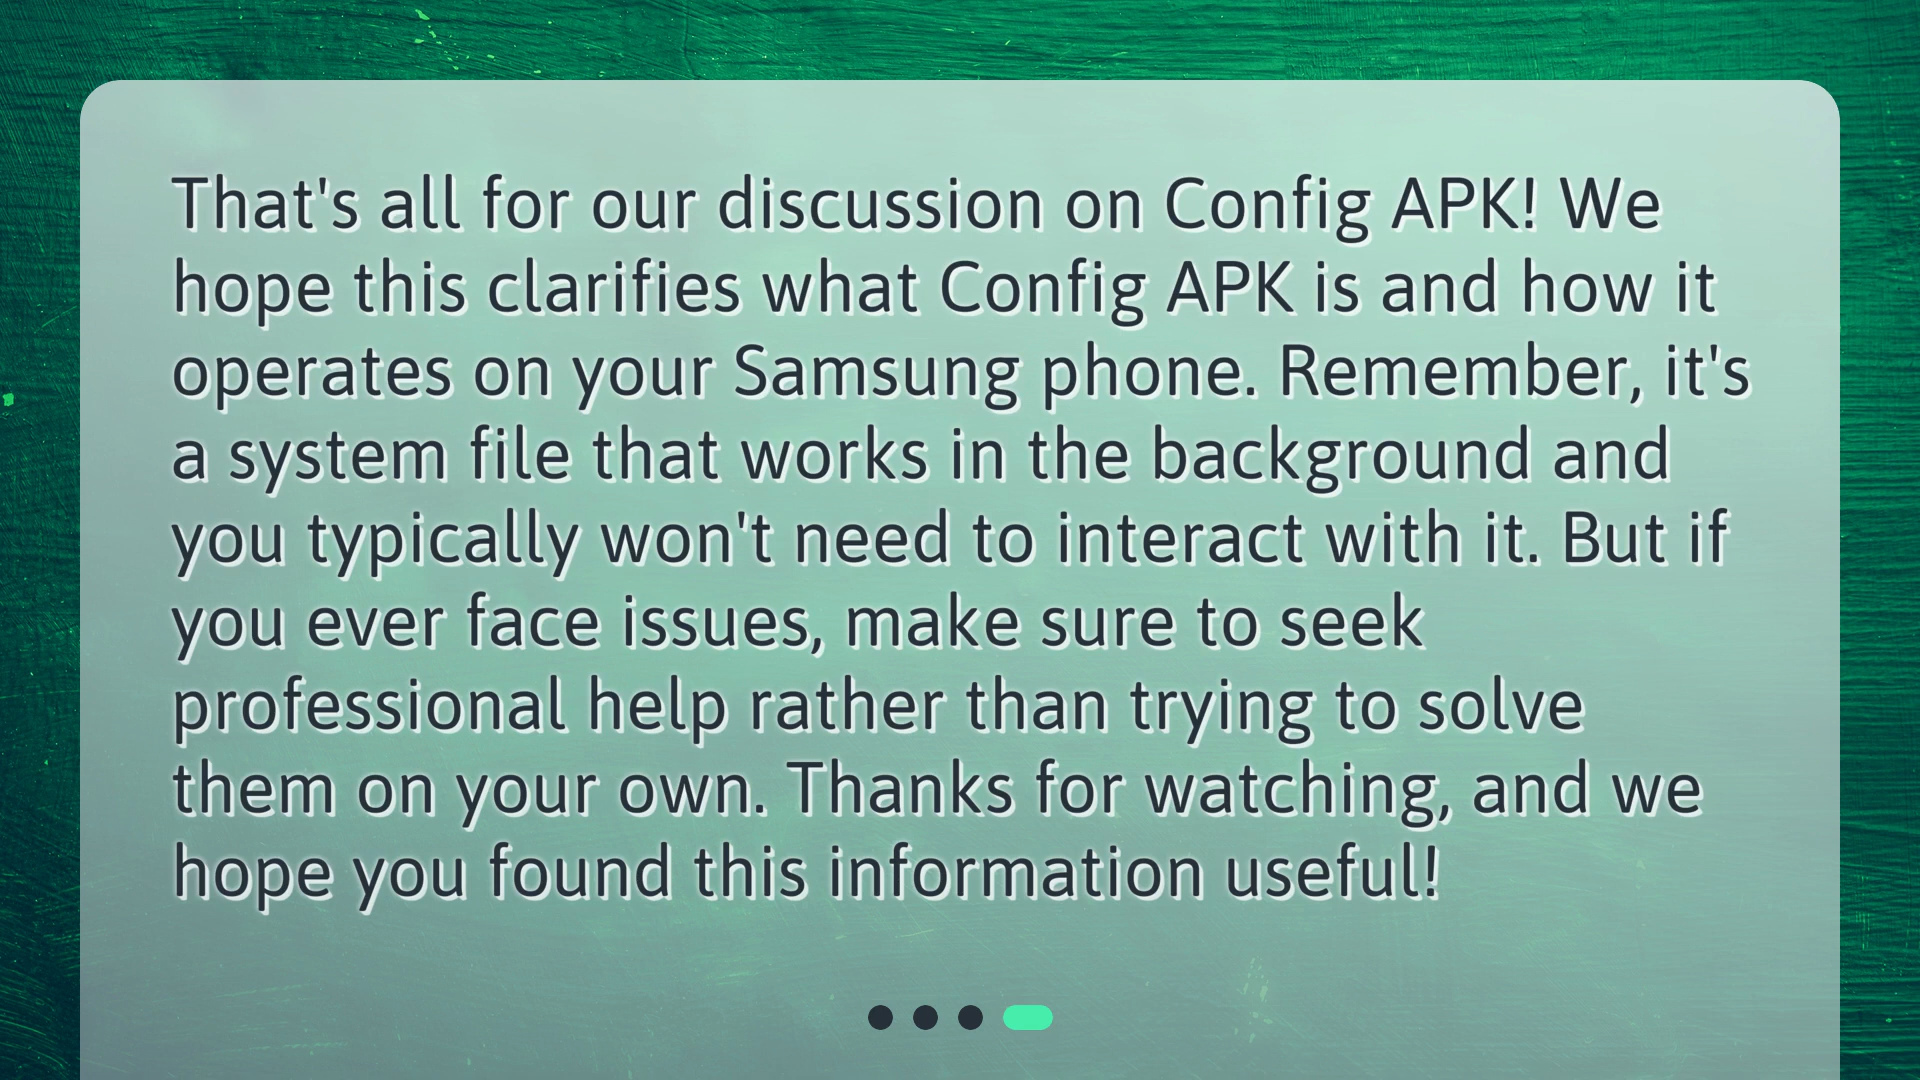 That's all for our discussion on Config APK! We
hope this clarifies what Config APK is and how it
operates on your Samsung phone. Remember, it's
a system file that works in the background and
you typically won't need to interact with it. But if
you ever face issues, make sure to seek
professional help rather than trying to solve
them on your own. Thanks for watching, and we
hope you found this information useful!